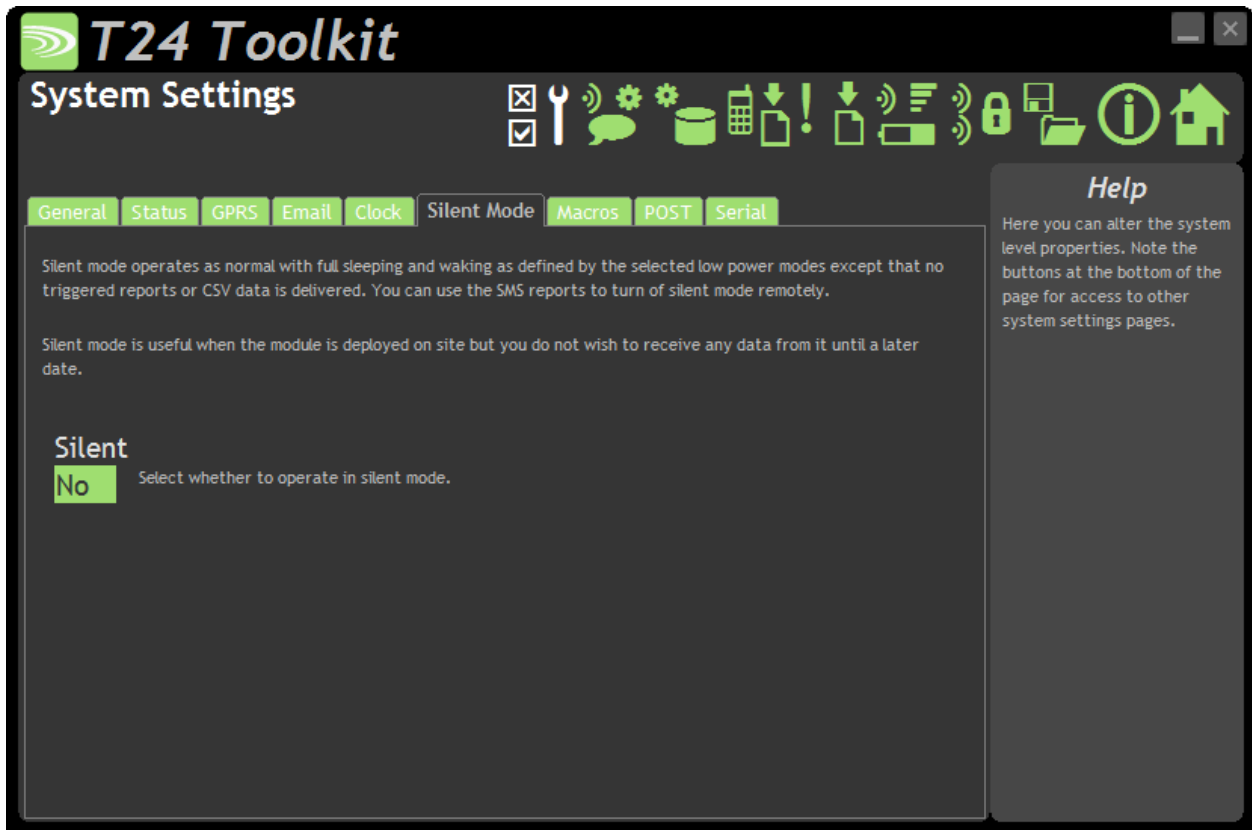 T24 Toolkit
System Settings
General Status GPRS Email Clock Silent Mode Macros POST Serial
Silent mode operates as normal with full sleeping and waking as defined by the selected low power modes except that no
triggered reports or CSV data is delivered. You can use the SMS reports to turn of silent mode remotely.
Silent mode is useful when the module is deployed on site but you do not wish to receive any data from it until a later
date.
Silent
No
Select whether to operate in silent mode.
Help
Here you can alter the system
level properties. Note the
buttons at the bottom of the
page for access to other
system settings pages.